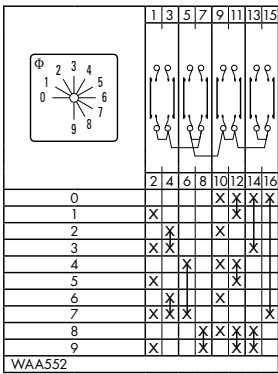 1 3 5 7 9 11 13 15
Φ
0 1 2 3 4 5 6 7 8 9
2 4 6 8 10 12 14 16
0 X X X X
1 X X
2 X X
3 X X X
4 X X X
5 X X
6 X X
7 X X X X
8 X X X X X
9 X X X X
WAA552